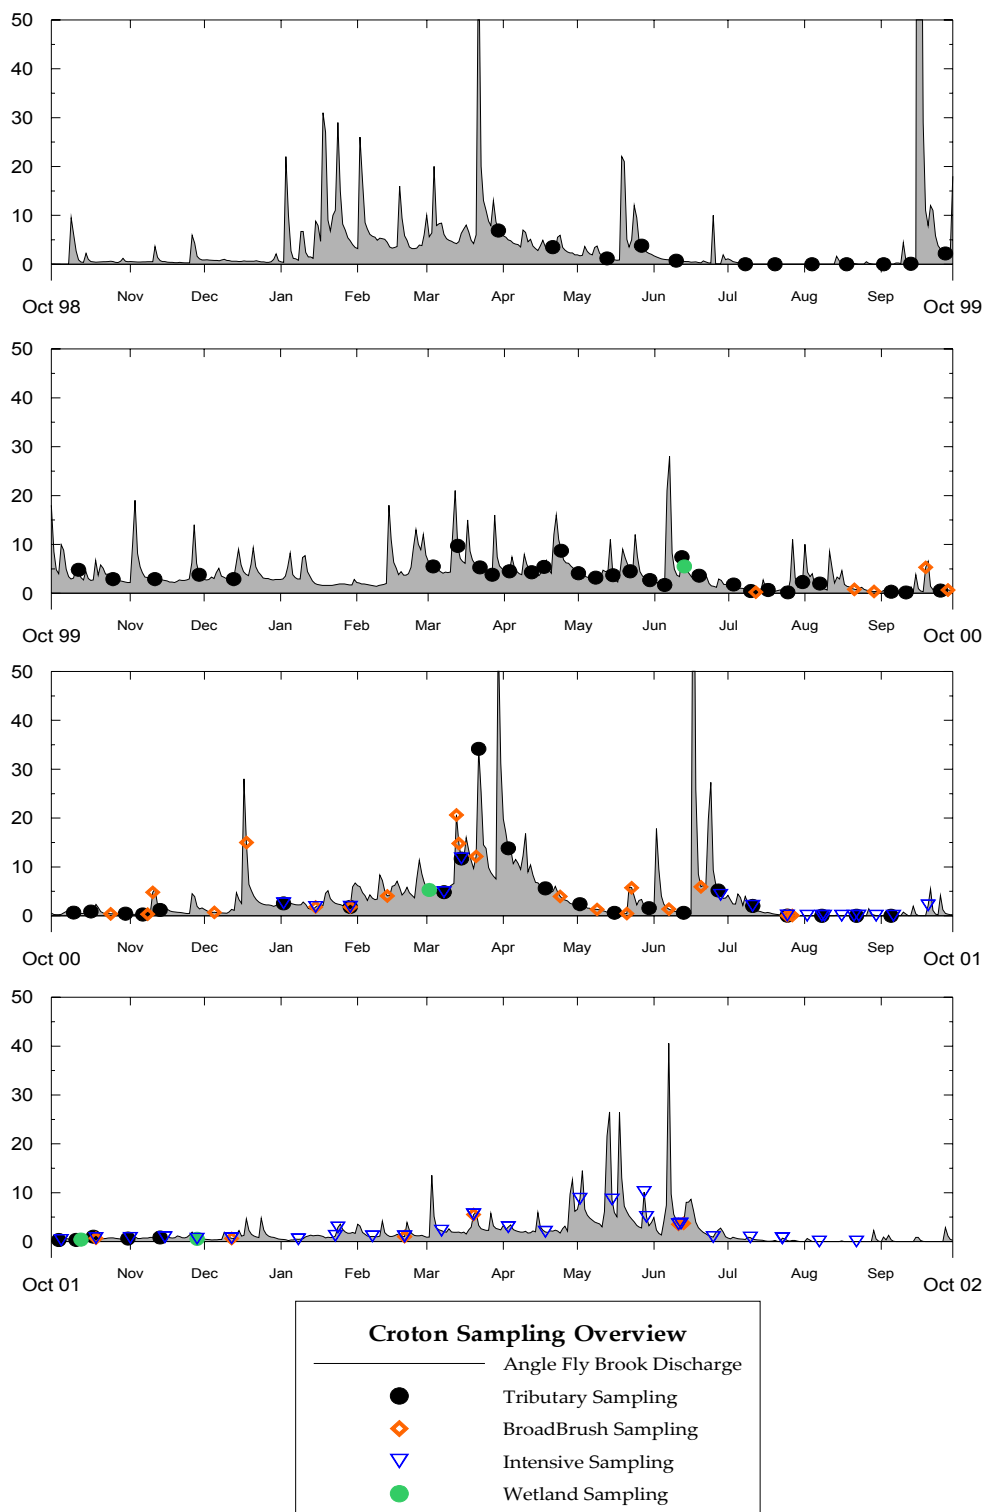 50
40
30
20
10
0
Nov Dec Jan Feb Mar Apr May Jun Jul Aug Sep
Oct 98 Oct 99
50
40
30
20
10
0
Nov Dec Jan Feb Mar Apr May Jun Jul Aug Sep
Oct 99 Oct 00
50
40
30
20
10
0
Nov Dec Jan Feb Mar Apr May Jun Jul Aug Sep
Oct 00 Oct 01
50
40
30
20
10
0
Nov Dec Jan Feb Mar Apr May Jun Jul Aug Sep
Oct 01 Oct 02
Croton Sampling Overview
Angle Fly Brook Discharge
Tributary Sampling
BroadBrush Sampling
Intensive Sampling
Wetland Sampling